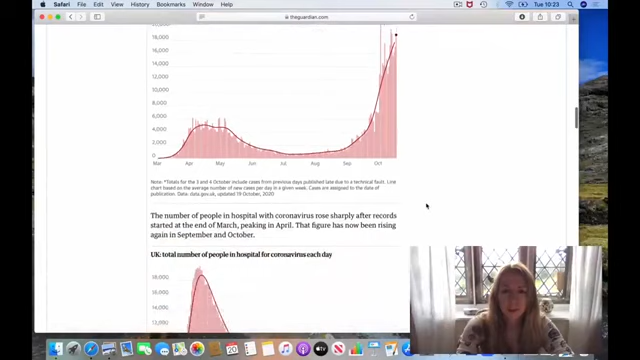 Safari File Edit View History Bookmarks Window Help Tue 10:23
theguardian.com
18,000
16,000
14,000
12,000
10,000
8,000
6,000
4,000
2,000
0
Mar Apr May Jun Jul Aug Sep Oct
Note: *Totals for the 3 and 4 October include cases from previous days published late due to a technical fault. Line
chart based on the average number of new cases per day in a given week. Cases are assigned to the date of
publication. Data: data.gov.uk, updated 19 October, 2020
The number of people in hospital with coronavirus rose sharply after records
started at the end of March, peaking in April. That figure has now been rising
again in September and October.
UK: total number of people in hospital for coronavirus each day
18,000
16,000
14,000
12,000
20
tv